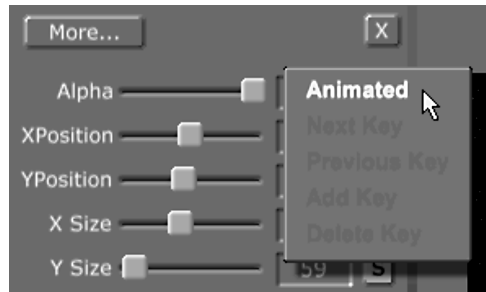 More... X
Alpha
Animated
XPosition
Next Key
Previous Key
YPosition
Add Key
X Size
Delete Key
Y Size 59 S